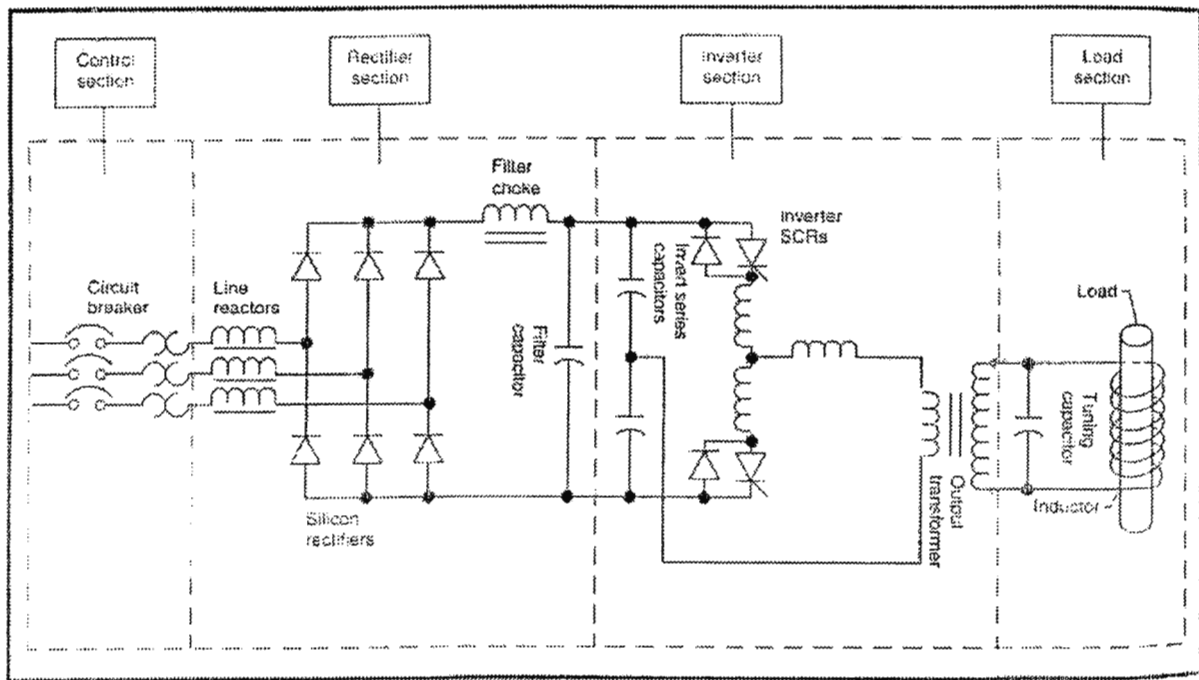 Control
section
Rectifier
section
Inverter
section
Load
section
Filter
choke
Inverter
SCRs
Invert series
capacitors
Circuit
breaker
Line
reactors
Filter
capacitor
Load
Tuning
capacitor
Inductor
Output
transformer
Silicon
rectifiers